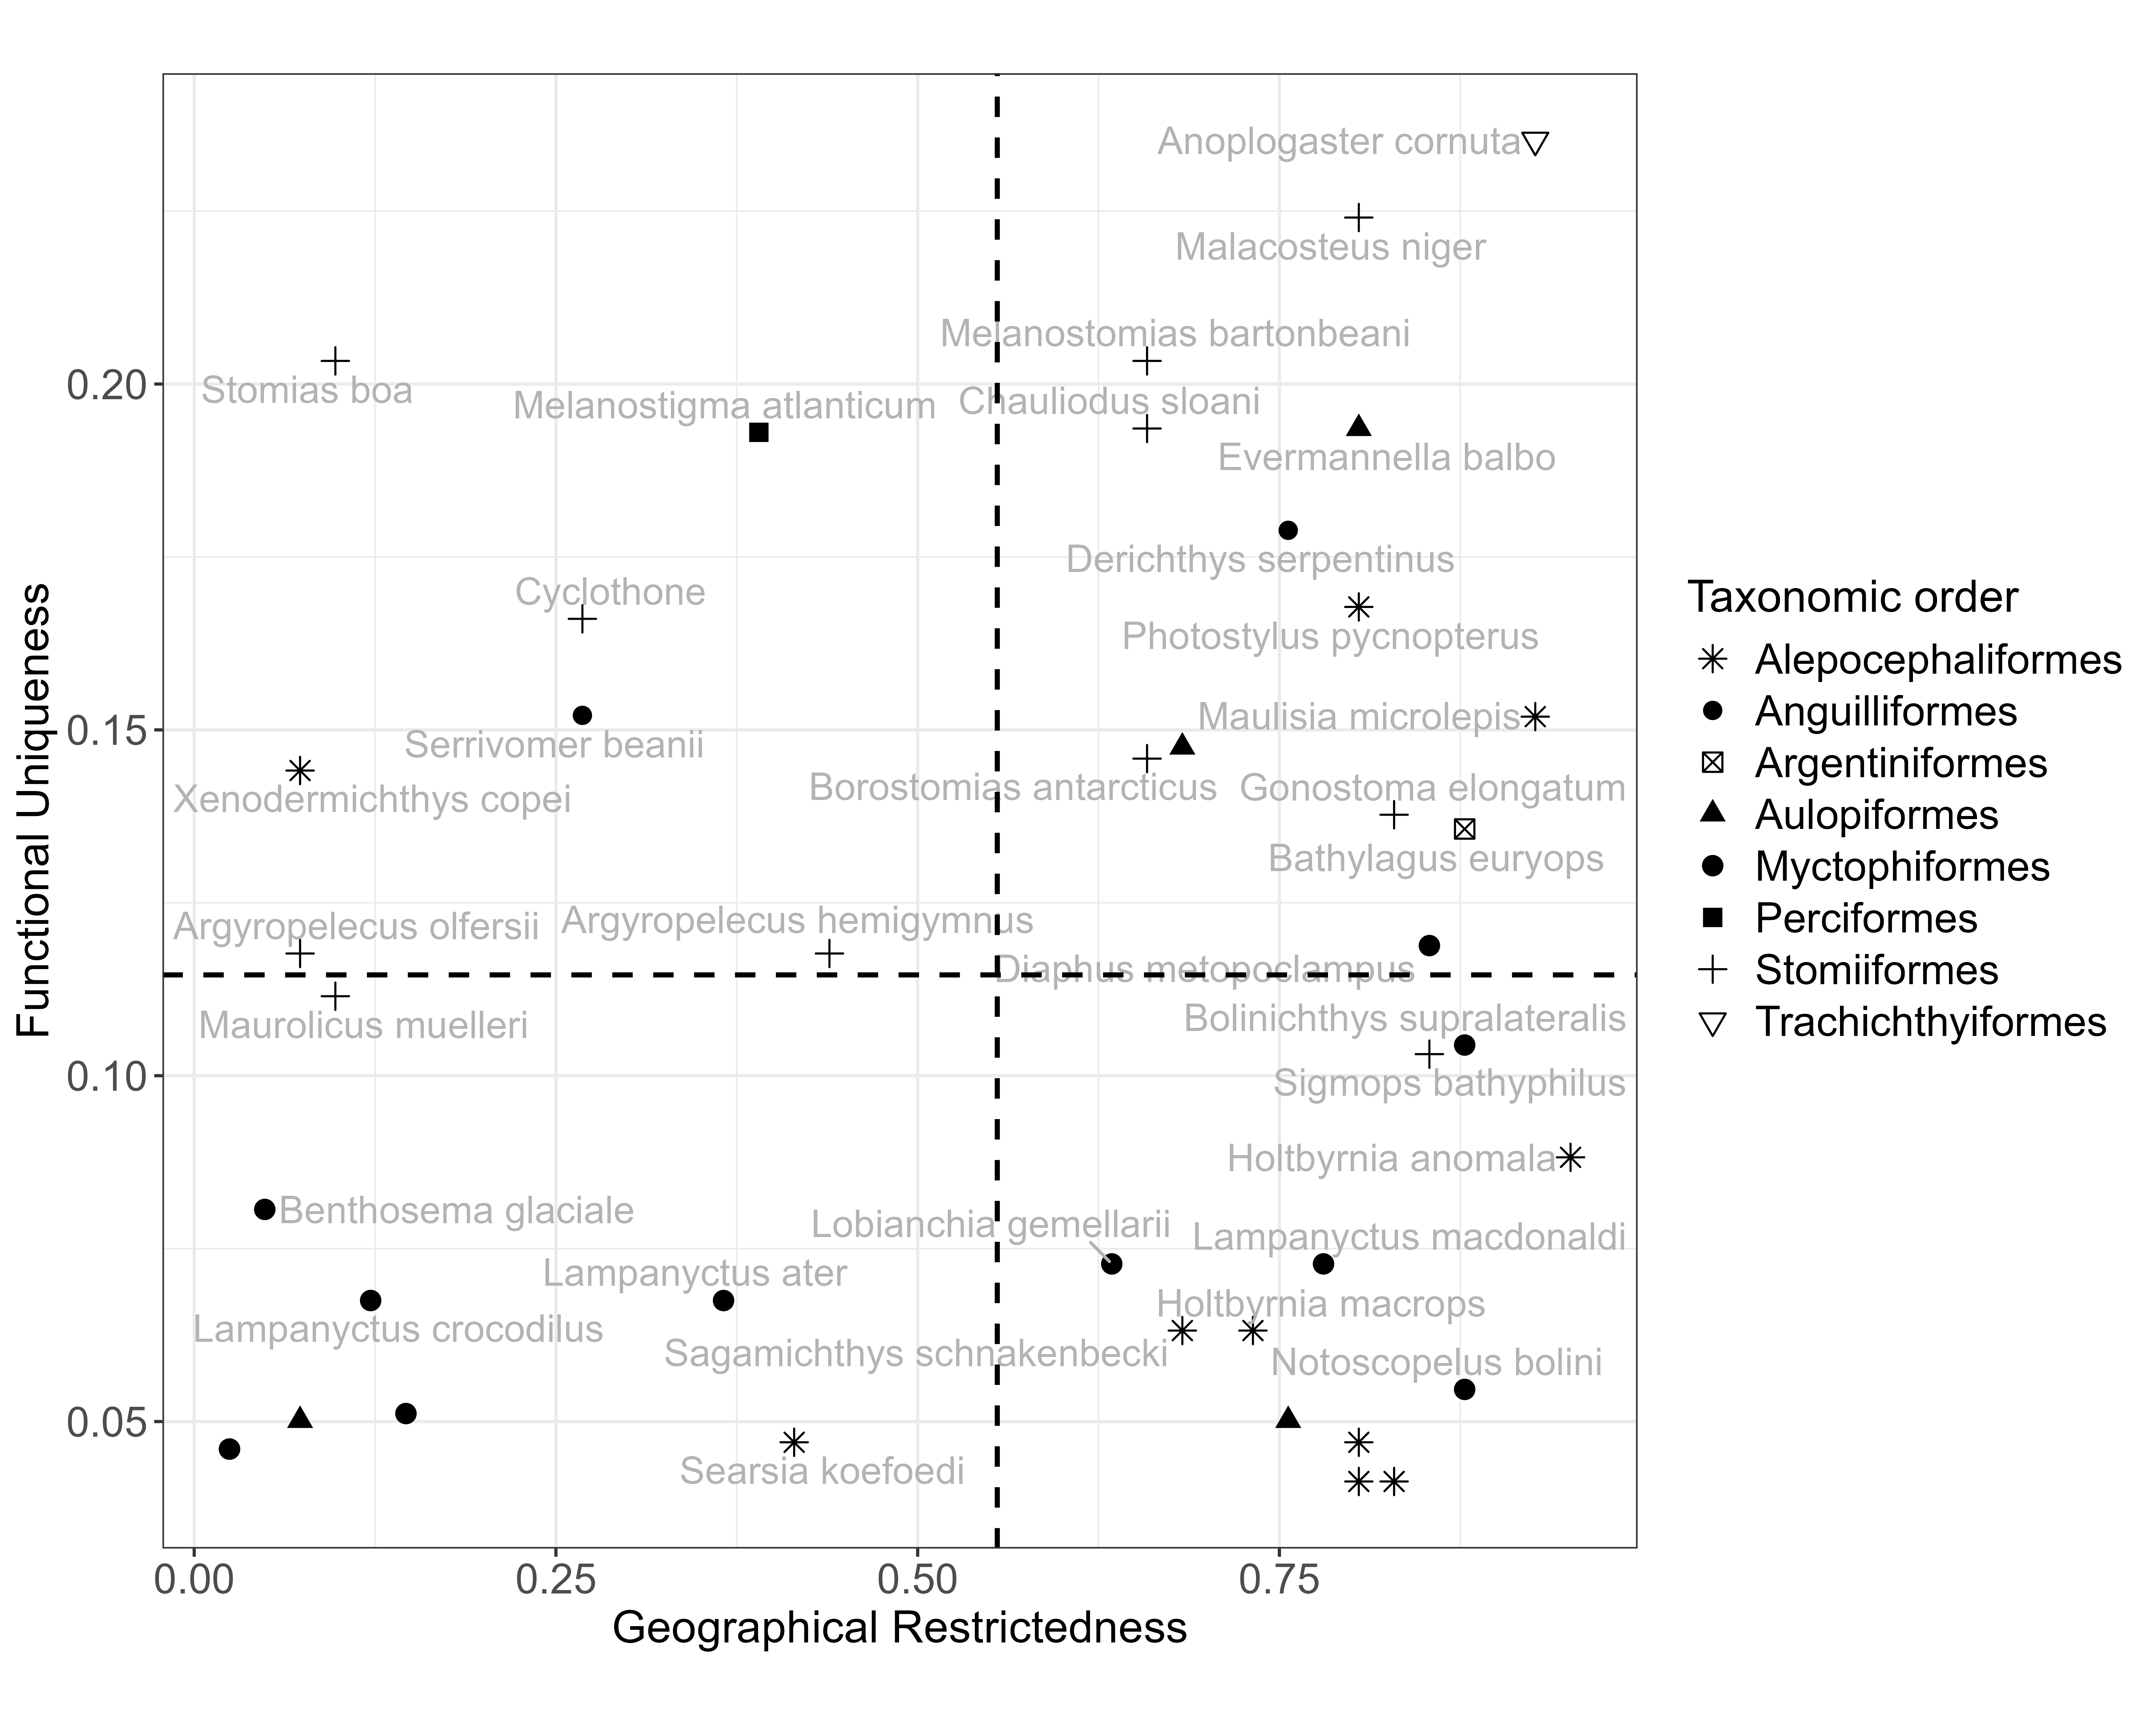 Anoplogaster cornuta
Malacosteus niger
Melanostomias bartonbeani
Stomias boa
Melanostigma atlanticum
Chauliodus sloani
Evermannella balbo
Derichthys serpentinus
Cyclothone
Photostylus pycnopterus
Maulisia microlepis
Serrivomer beanii
Xenodermichthys copei
Borostomias antarcticus
Gonostoma elongatum
Bathylagus euryops
Argyropelecus olfersii
Argyropelecus hemigymnus
Diaphus metopoclampus
Maurolicus muelleri
Bolinichthys supralateralis
Sigmops bathyphilus
Holtbyrnia anomala
Benthosema glaciale
Lobianchia gemellarii
Lampanyctus macdonaldi
Lampanyctus ater
Holtbyrnia macrops
Lampanyctus crocodilus
Sagamichthys schnakenbecki
Notoscopelus bolini
Searsia koefoedi
0.20
0.15
0.10
0.05
Functional Uniqueness
0.00
0.25
0.50
0.75
Geographical Restrictedness
Taxonomic order
Alepocephaliformes
Anguilliformes
Argentiniformes
Aulopiformes
Myctophiformes
Perciformes
Stomiiformes
Trachichthyiformes